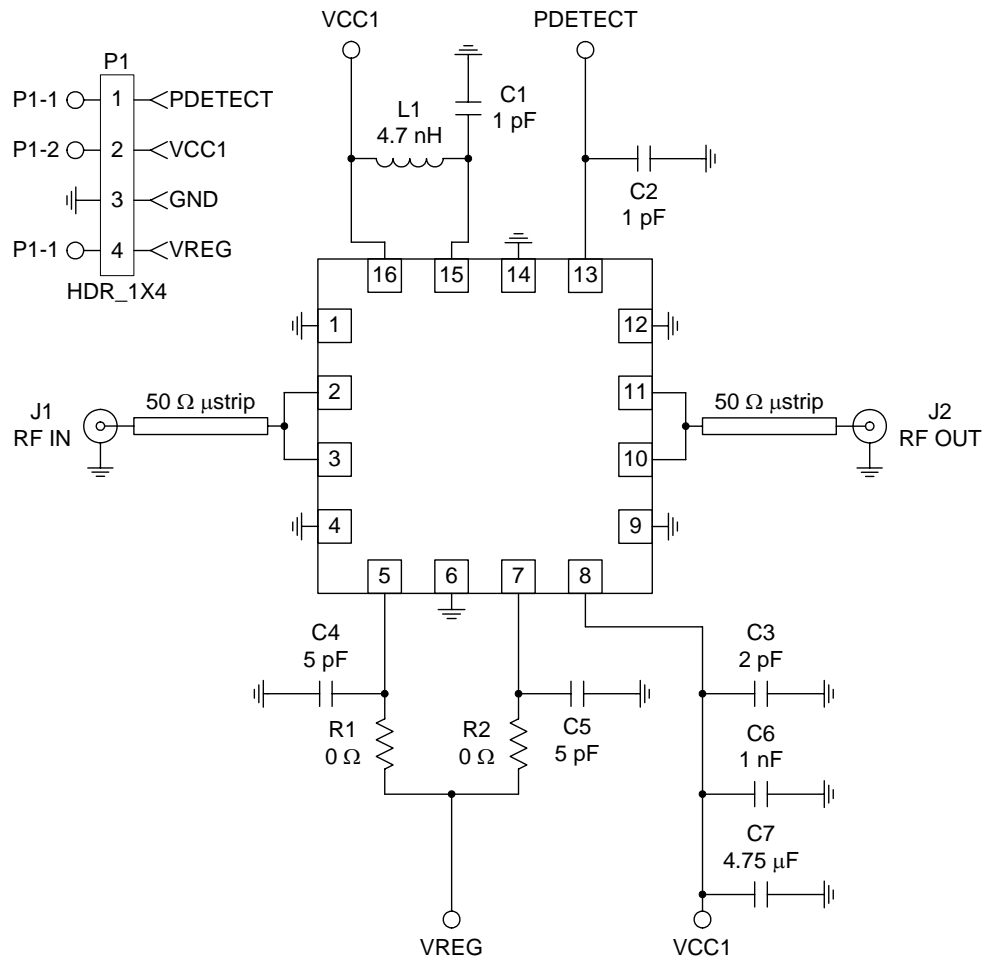 VCC1
PDETECT
P1
P1-1
1
PDETECT
P1-2
2
VCC1
3
GND
P1-1
4
VREG
HDR_1X4
L1
4.7 nH
C1
1 pF
C2
1 pF
16
15
14
13
1
12
2
11
3
10
4
9
5
6
7
8
J1
RF IN
50 Ω μstrip
50 Ω μstrip
J2
RF OUT
C4
5 pF
R1
0 Ω
R2
0 Ω
C5
5 pF
C3
2 pF
C6
1 nF
C7
4.75 μF
VREG
VCC1